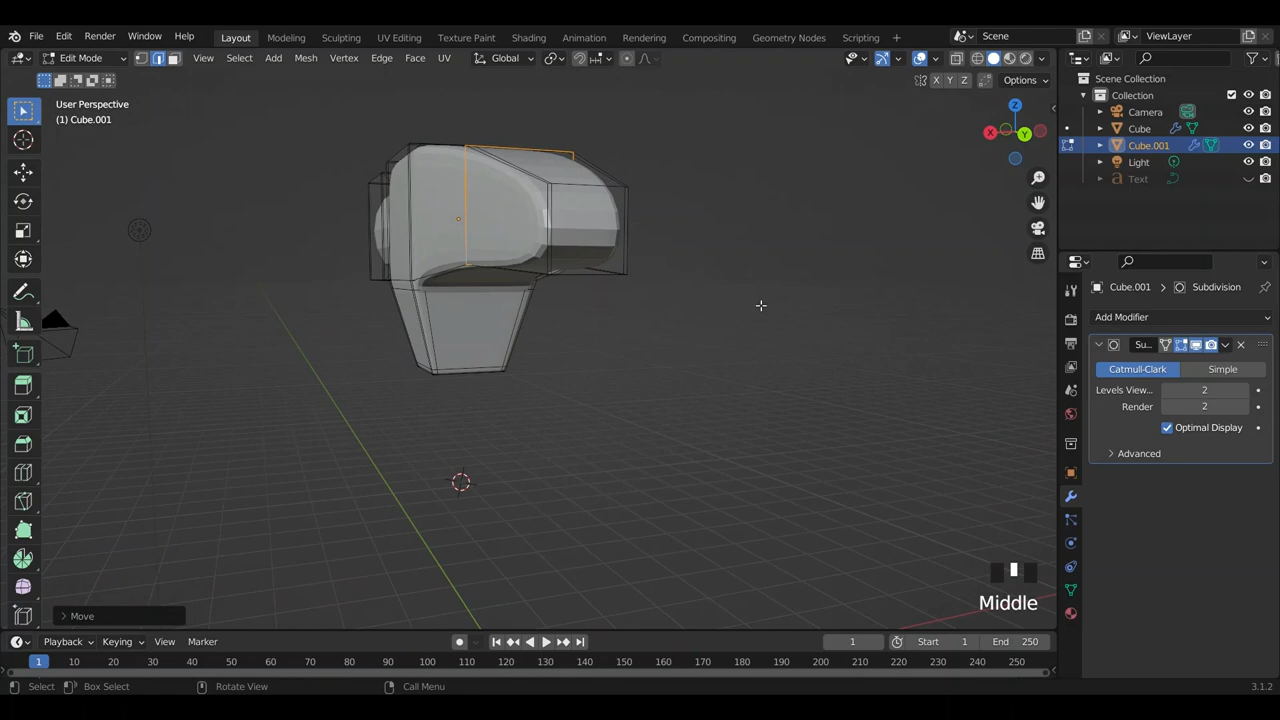 File Edit Render Window Help Layout Modeling Sculpting UV Editing Texture Paint Shading Animation Rendering Compositing Geometry Nodes Scripting + Scene ViewLayer
Edit Mode View Select Add Mesh Vertex Edge Face UV Global
X Y Z Options
User Perspective
(1) Cube.001
X Y Z
Scene Collection
Collection
Camera
Cube
Cube.001
Light
Text
Cube.001 > Subdivision
Add Modifier
Su...
Catmull-Clark Simple
Levels View... 2
Render 2
Optimal Display
Advanced
Middle
Move
Playback Keying View Marker 1 Start 1 End 250
1 10 20 30 40 50 60 70 80 90 100 110 120 130 140 150 160 170 180 190 200 210 220 230 240 250
Select Box Select Rotate View Call Menu 3.1.2